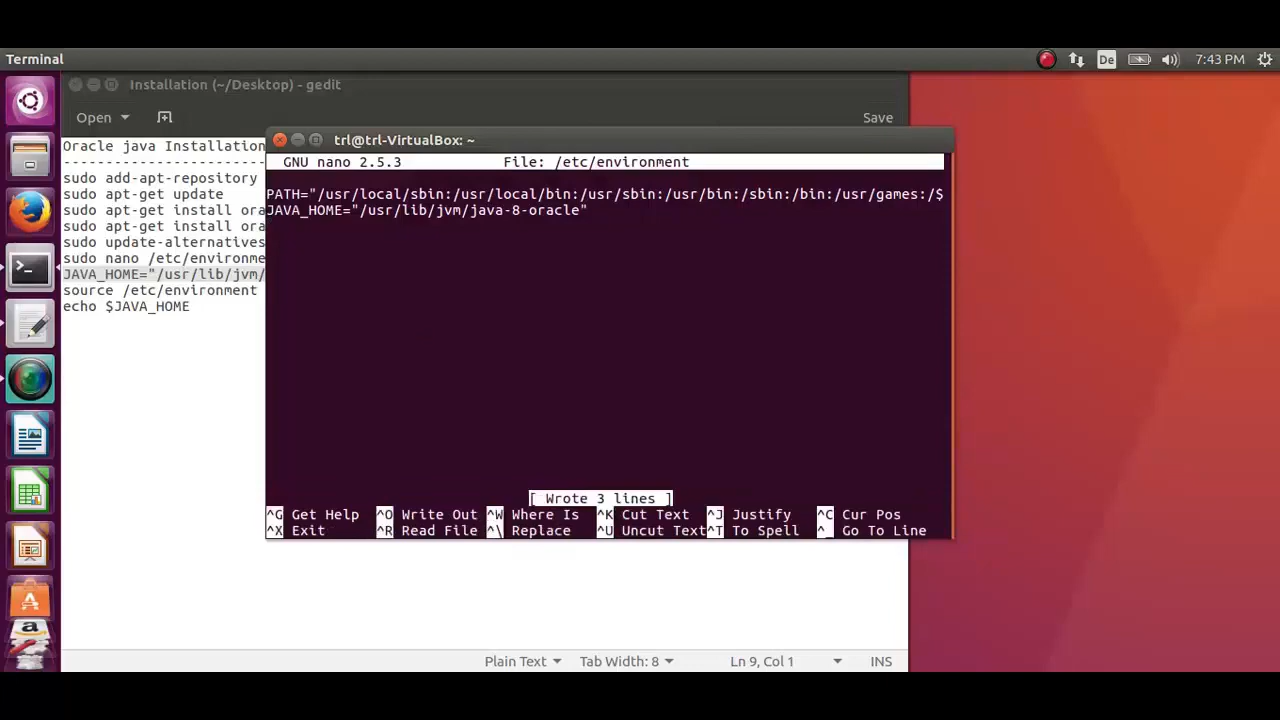 Terminal
De
7:43 PM
Installation (~/Desktop) - gedit
Open
Save
Oracle java Installation
------------------------
sudo add-apt-repository
sudo apt-get update
sudo apt-get install ora
sudo apt-get install ora
sudo update-alternatives
sudo nano /etc/environme
JAVA_HOME="/usr/lib/jvm/
source /etc/environment
echo $JAVA_HOME
trl@trl-VirtualBox: ~
GNU nano 2.5.3 File: /etc/environment
PATH="/usr/local/sbin:/usr/local/bin:/usr/sbin:/usr/bin:/sbin:/bin:/usr/games:/$
JAVA_HOME="/usr/lib/jvm/java-8-oracle"
[ Wrote 3 lines ]
^G Get Help ^O Write Out ^W Where Is ^K Cut Text ^J Justify ^C Cur Pos
^X Exit ^R Read File ^\ Replace ^U Uncut Text ^T To Spell ^_ Go To Line
Plain Text Tab Width: 8 Ln 9, Col 1 INS